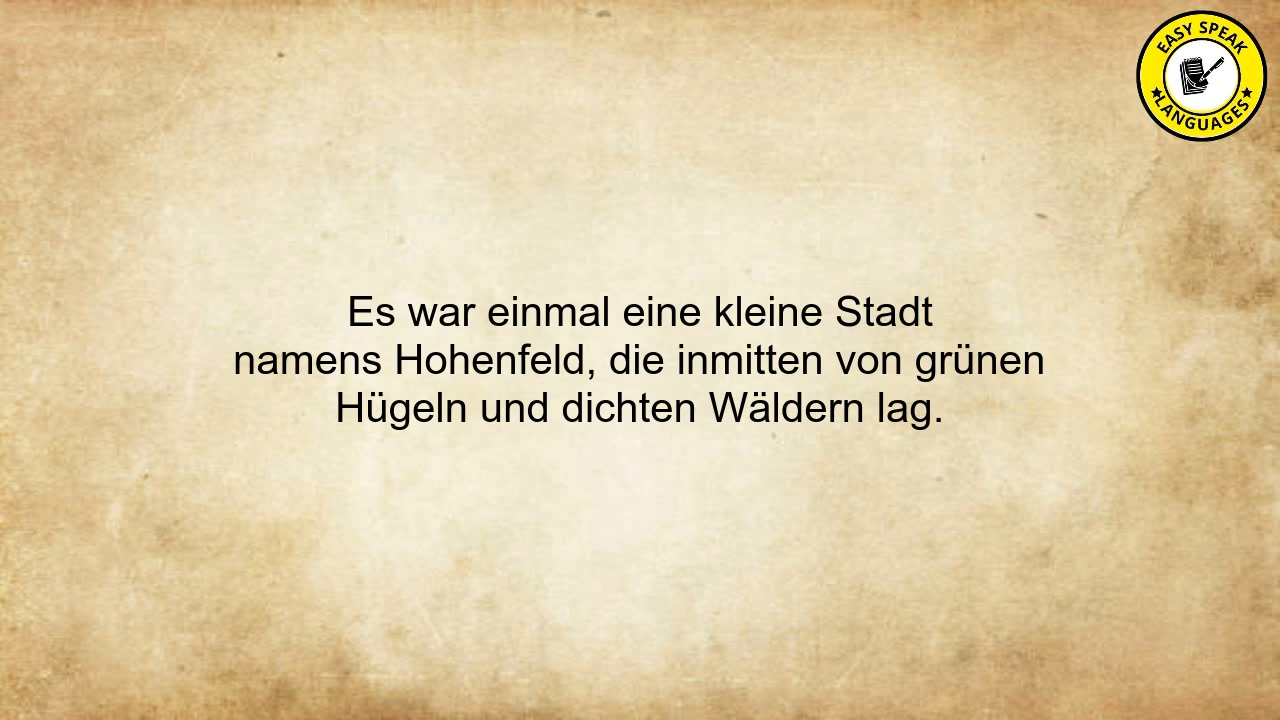 EASY SPEAK
LANGUAGES
Es war einmal eine kleine Stadt
namens Hohenfeld, die inmitten von grünen
Hügeln und dichten Wäldern lag.